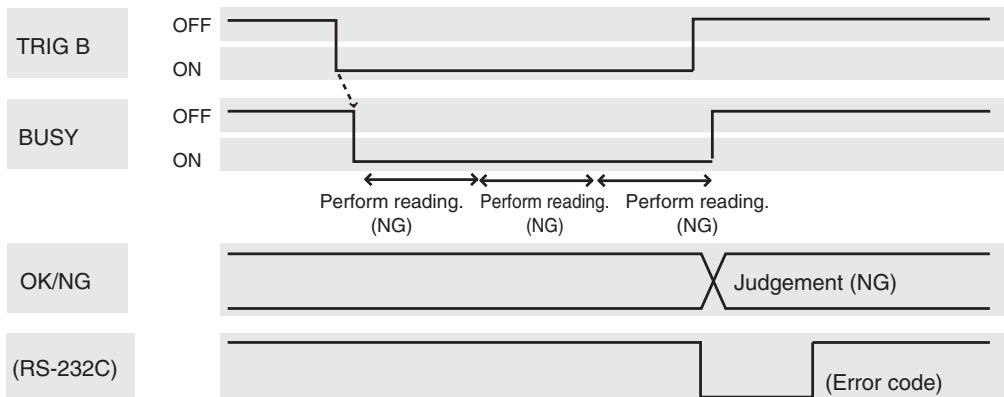 TRIG B
OFF
ON
BUSY
OFF
ON
Perform reading. Perform reading. Perform reading.
(NG) (NG) (NG)
OK/NG
Judgement (NG)
(RS-232C)
(Error code)